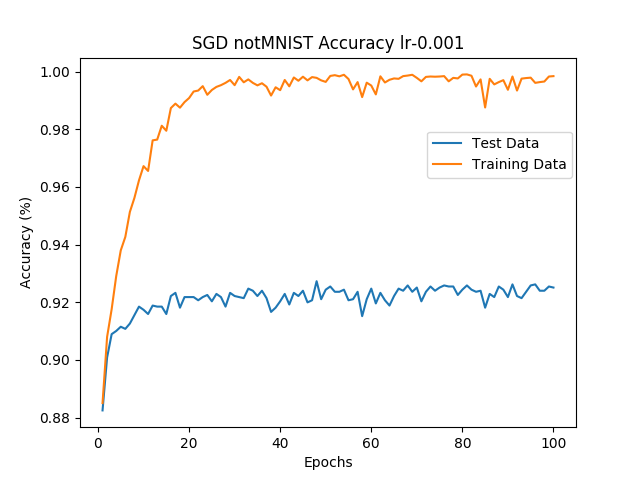 SGD notMNIST Accuracy lr-0.001
1.00
0.98
0.96
0.94
0.92
0.90
0.88
Accuracy (%)
Test Data
Training Data
0 20 40 60 80 100
Epochs